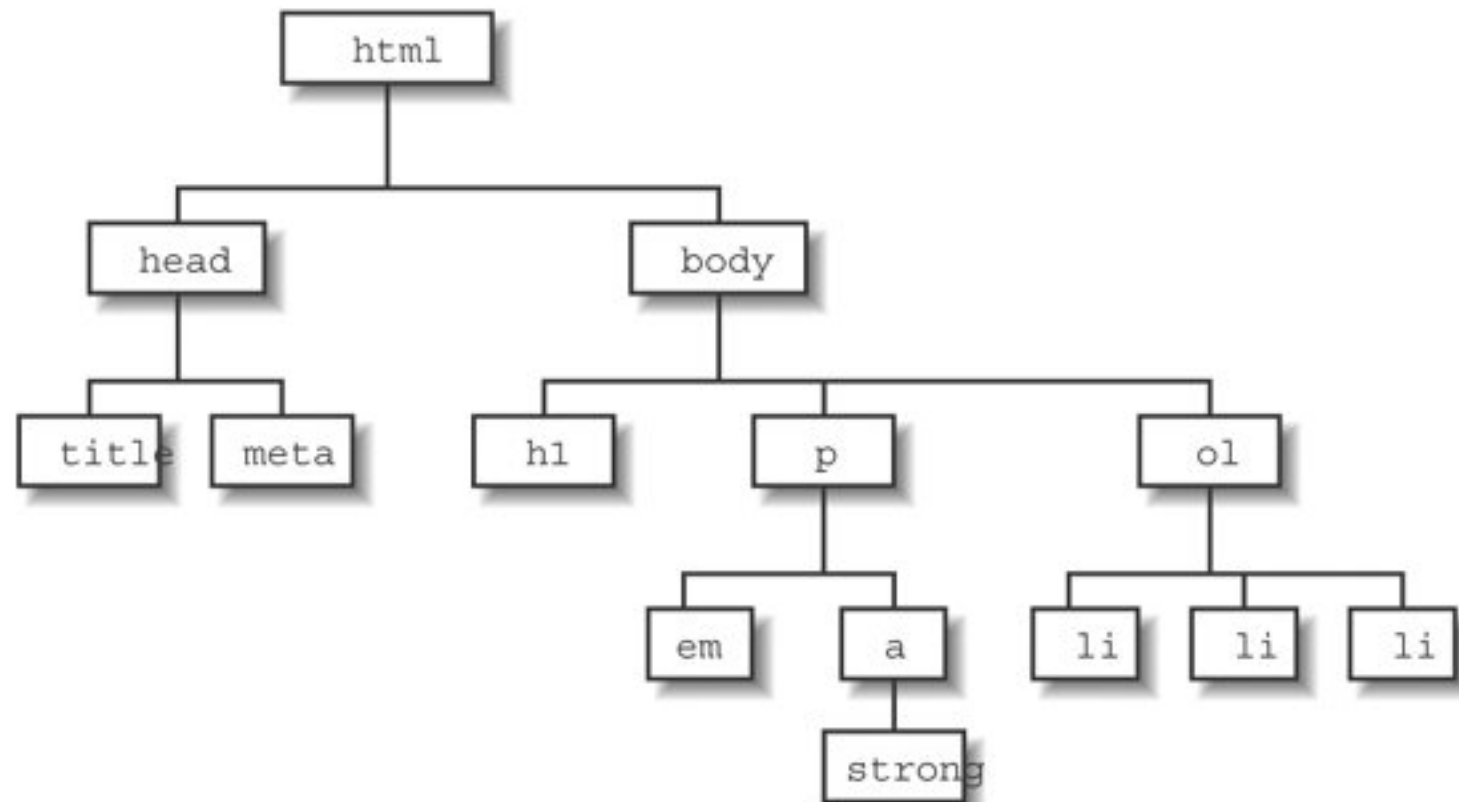 html
head body
title meta h1 p ol
em a li li li
strong